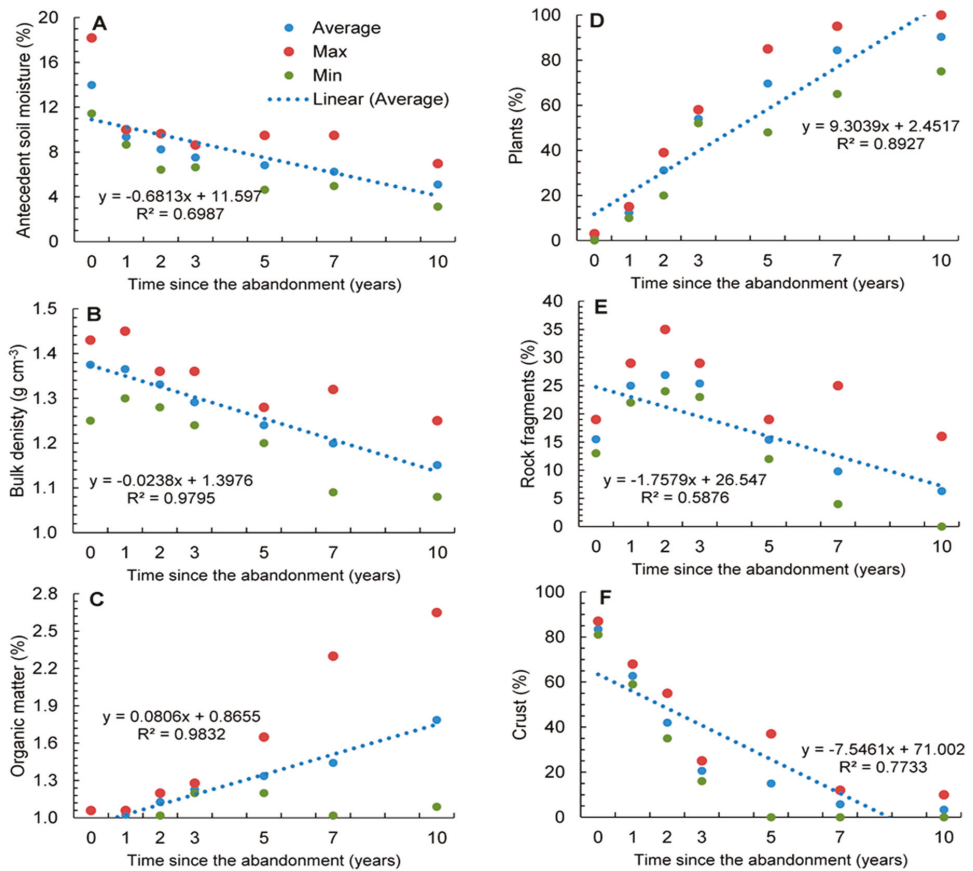 A
Average
Max
Min
Linear (Average)
20
16
12
8
4
0
Antecedent soil moisture (%)
y = -0.6813x + 11.597
R² = 0.6987
0 1 2 3 5 7 10
Time since the abandonment (years)
D
100
80
60
40
20
0
Plants (%)
y = 9.3039x + 2.4517
R² = 0.8927
0 1 2 3 5 7 10
Time since the abandonment (years)
B
1.5
1.4
1.3
1.2
1.1
1.0
Bulk denisty (g cm⁻³)
y = -0.0238x + 1.3976
R² = 0.9795
0 1 2 3 5 7 10
Time since the abandonment (years)
E
40
35
30
25
20
15
10
5
0
Rock fragments (%)
y = -1.7579x + 26.547
R² = 0.5876
0 1 2 3 5 7 10
Time since the abandonment (years)
C
2.8
2.5
2.2
1.9
1.6
1.3
1.0
Organic matter (%)
y = 0.0806x + 0.8655
R² = 0.9832
0 1 2 3 5 7 10
Time since the abandonment (years)
F
100
80
60
40
20
0
Crust (%)
y = -7.5461x + 71.002
R² = 0.7733
0 1 2 3 5 7 10
Time since the abandonment (years)